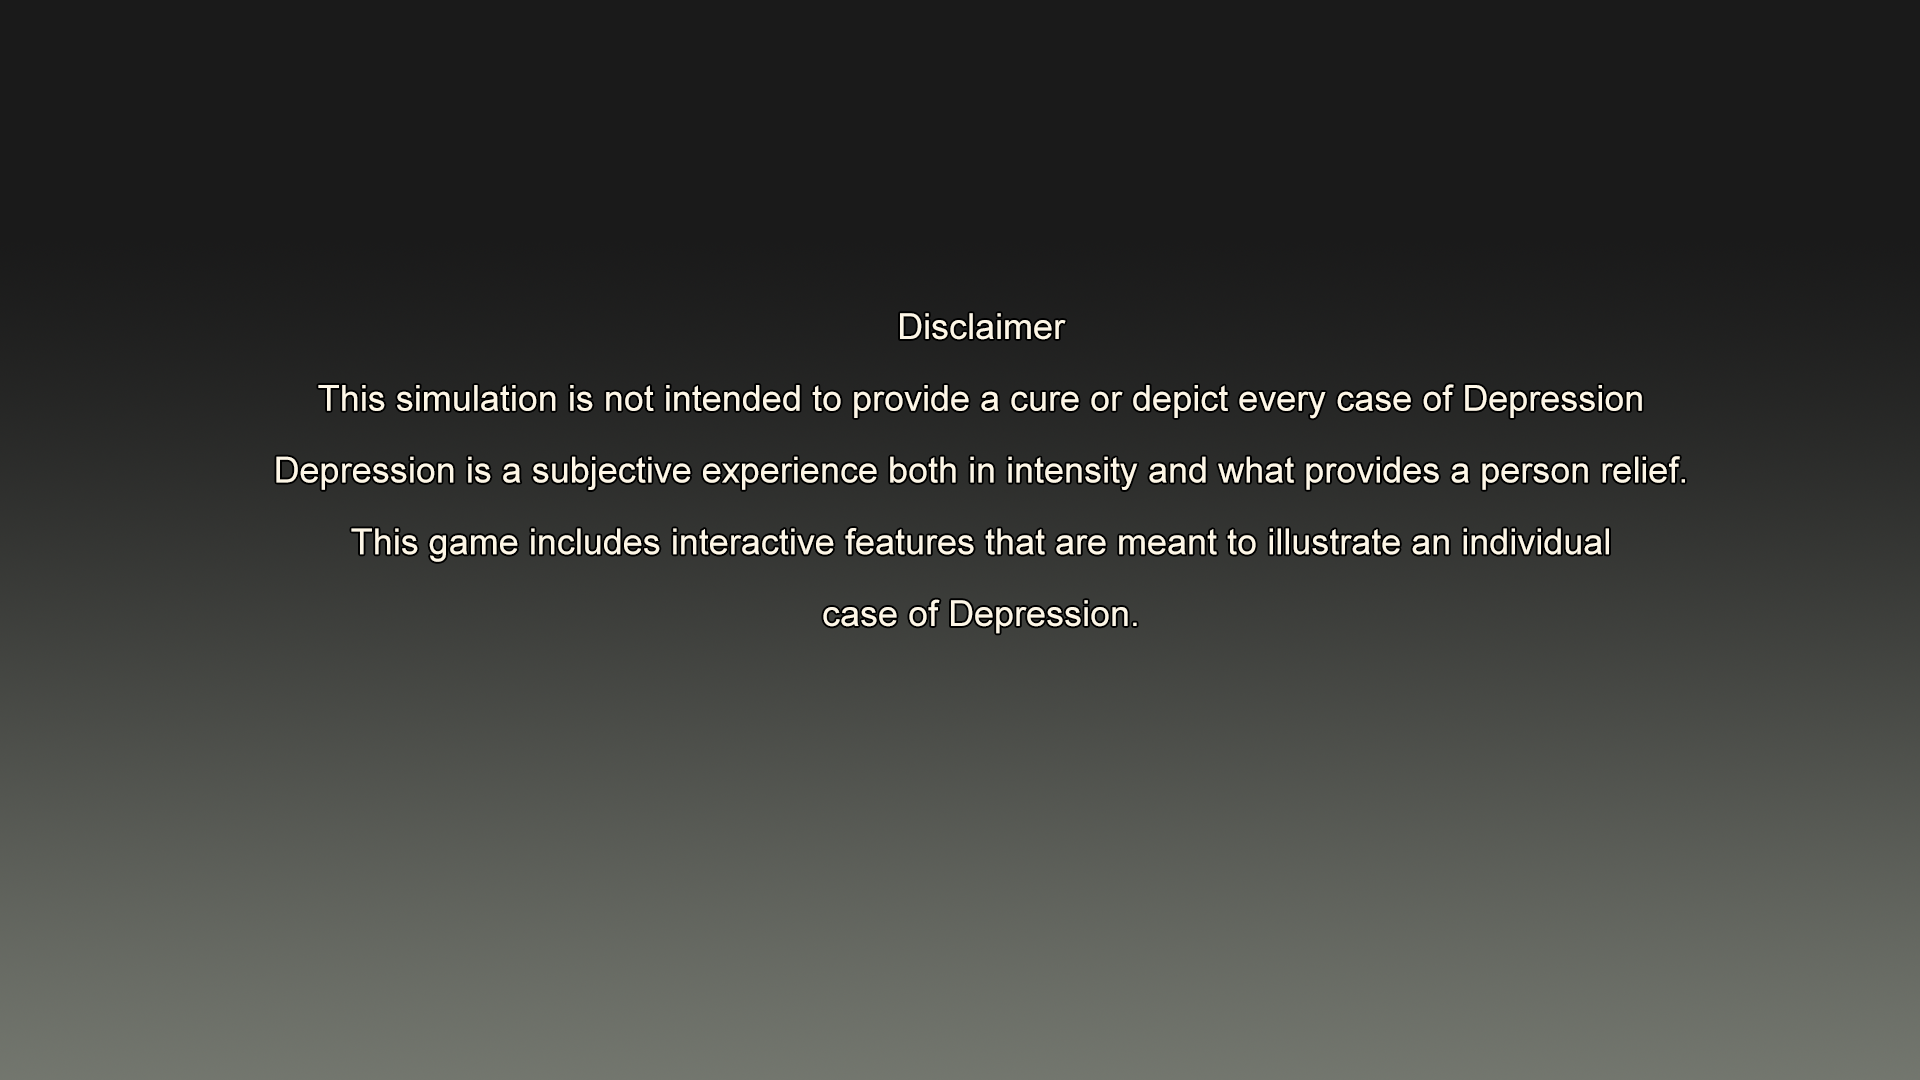 Disclaimer
This simulation is not intended to provide a cure or depict every case of Depression
Depression is a subjective experience both in intensity and what provides a person relief.
This game includes interactive features that are meant to illustrate an individual
case of Depression.